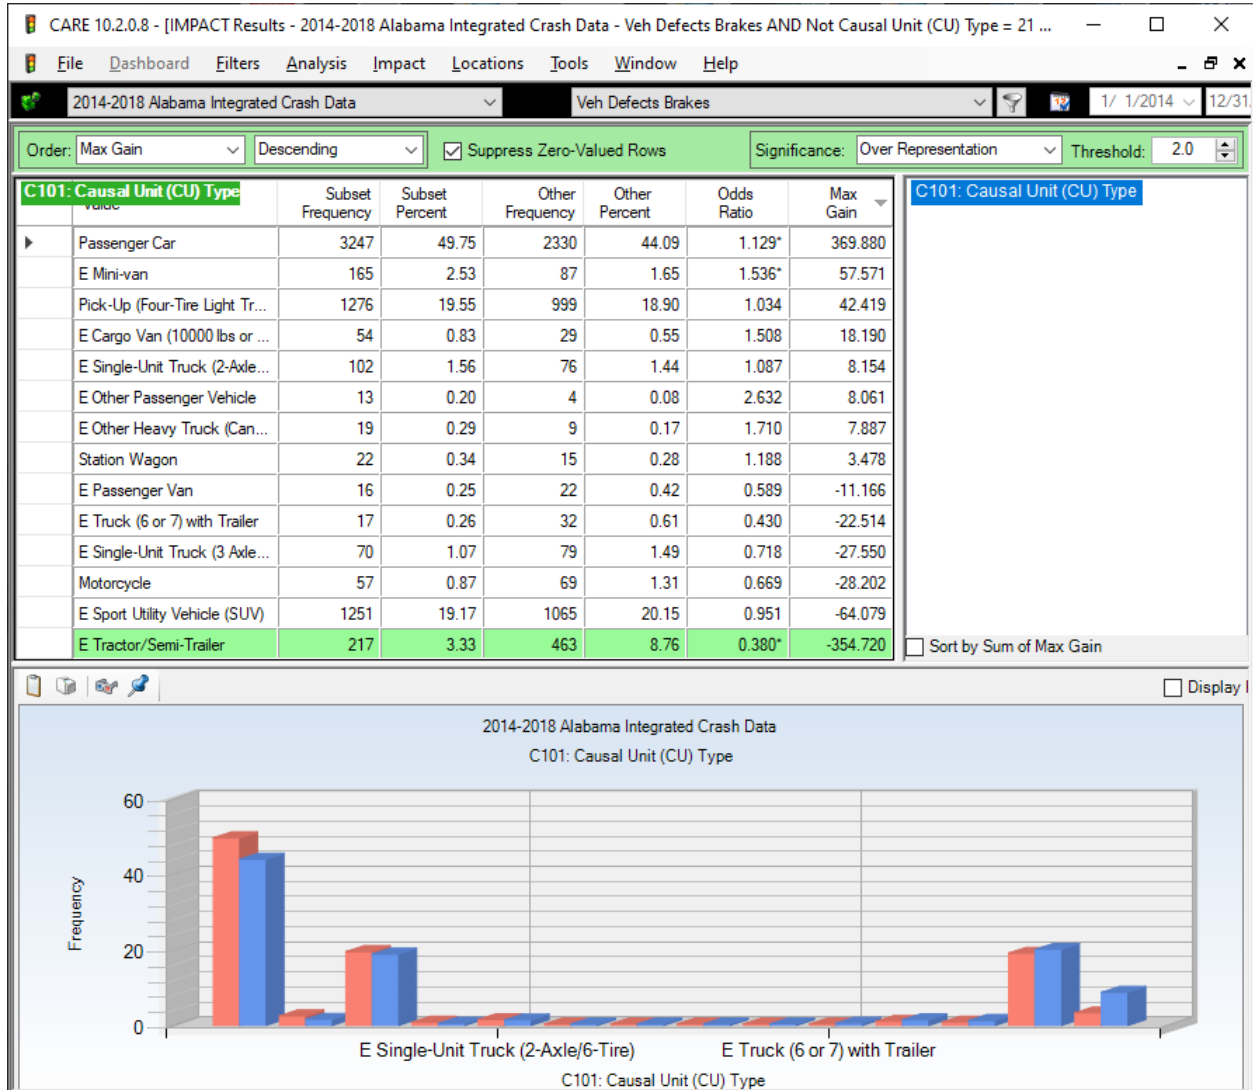 CARE 10.2.0.8 - [IMPACT Results - 2014-2018 Alabama Integrated Crash Data - Veh Defects Brakes AND Not Causal Unit (CU) Type = 21 ...
File Dashboard Filters Analysis Impact Locations Tools Window Help
2014-2018 Alabama Integrated Crash Data Veh Defects Brakes 1/ 1/2014 12/31.
Order: Max Gain Descending Suppress Zero-Valued Rows Significance: Over Representation Threshold: 2.0
C101: Causal Unit (CU) Type Subset Frequency Subset Percent Other Frequency Other Percent Odds Ratio Max Gain C101: Causal Unit (CU) Type
Passenger Car 3247 49.75 2330 44.09 1.129* 369.880
E Mini-van 165 2.53 87 1.65 1.536* 57.571
Pick-Up (Four-Tire Light Tr... 1276 19.55 999 18.90 1.034 42.419
E Cargo Van (10000 lbs or ... 54 0.83 29 0.55 1.508 18.190
E Single-Unit Truck (2-Axle... 102 1.56 76 1.44 1.087 8.154
E Other Passenger Vehicle 13 0.20 4 0.08 2.632 8.061
E Other Heavy Truck (Can... 19 0.29 9 0.17 1.710 7.887
Station Wagon 22 0.34 15 0.28 1.188 3.478
E Passenger Van 16 0.25 22 0.42 0.589 -11.166
E Truck (6 or 7) with Trailer 17 0.26 32 0.61 0.430 -22.514
E Single-Unit Truck (3 Axle... 70 1.07 79 1.49 0.718 -27.550
Motorcycle 57 0.87 69 1.31 0.669 -28.202
E Sport Utility Vehicle (SUV) 1251 19.17 1065 20.15 0.951 -64.079
E Tractor/Semi-Trailer 217 3.33 463 8.76 0.380* -354.720 Sort by Sum of Max Gain
Display
2014-2018 Alabama Integrated Crash Data
C101: Causal Unit (CU) Type
60
40
20
0
Frequency
E Single-Unit Truck (2-Axle/6-Tire) E Truck (6 or 7) with Trailer
C101: Causal Unit (CU) Type